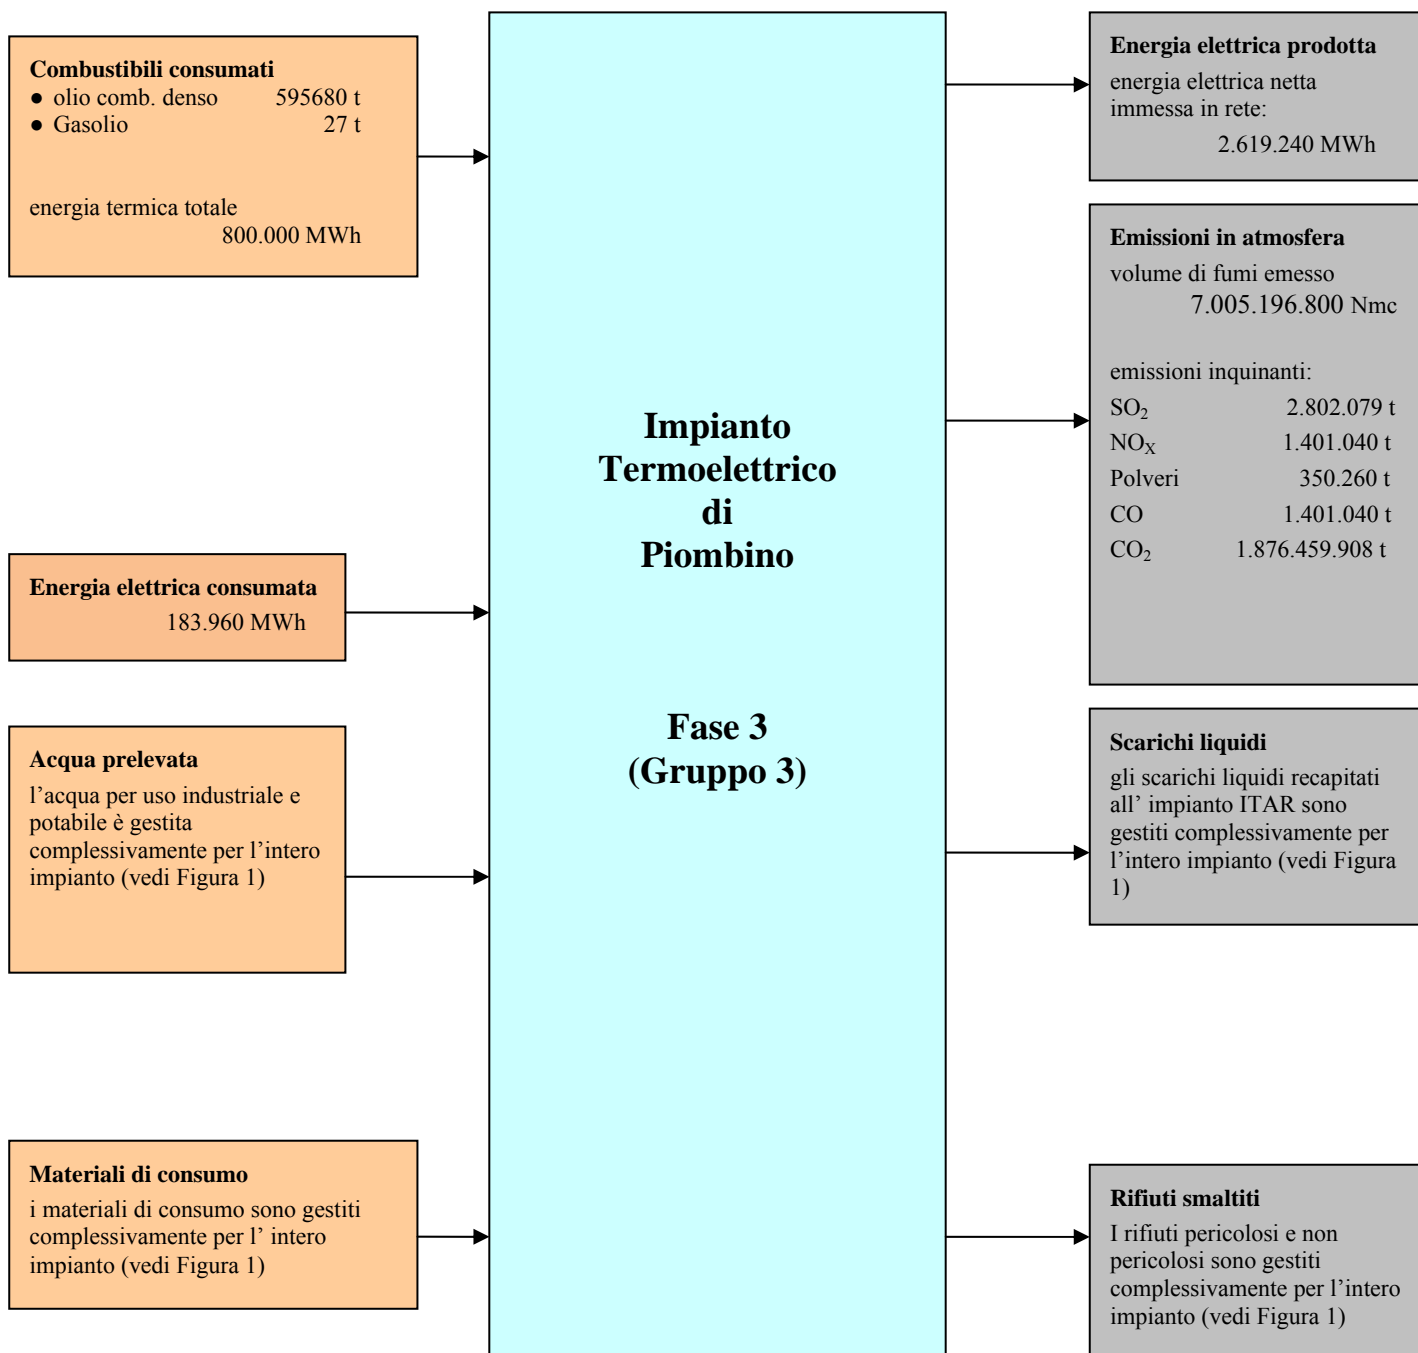 Combustibili consumati
● olio comb. denso 595680 t
● Gasolio 27 t
energia termica totale
800.000 MWh
Energia elettrica consumata
183.960 MWh
Acqua prelevata
l’acqua per uso industriale e
potabile è gestita
complessivamente per l’intero
impianto (vedi Figura 1)
Materiali di consumo
i materiali di consumo sono gestiti
complessivamente per l’ intero
impianto (vedi Figura 1)
Impianto
Termoelettrico
di
Piombino
Fase 3
(Gruppo 3)
Energia elettrica prodotta
energia elettrica netta
immessa in rete:
2.619.240 MWh
Emissioni in atmosfera
volume di fumi emesso
7.005.196.800 Nmc
emissioni inquinanti:
SO₂ 2.802.079 t
NOX 1.401.040 t
Polveri 350.260 t
CO 1.401.040 t
CO₂ 1.876.459.908 t
Scarichi liquidi
gli scarichi liquidi recapitati
all’ impianto ITAR sono
gestiti complessivamente per
l’intero impianto (vedi Figura
1)
Rifiuti smaltiti
I rifiuti pericolosi e non
pericolosi sono gestiti
complessivamente per l’intero
impianto (vedi Figura 1)